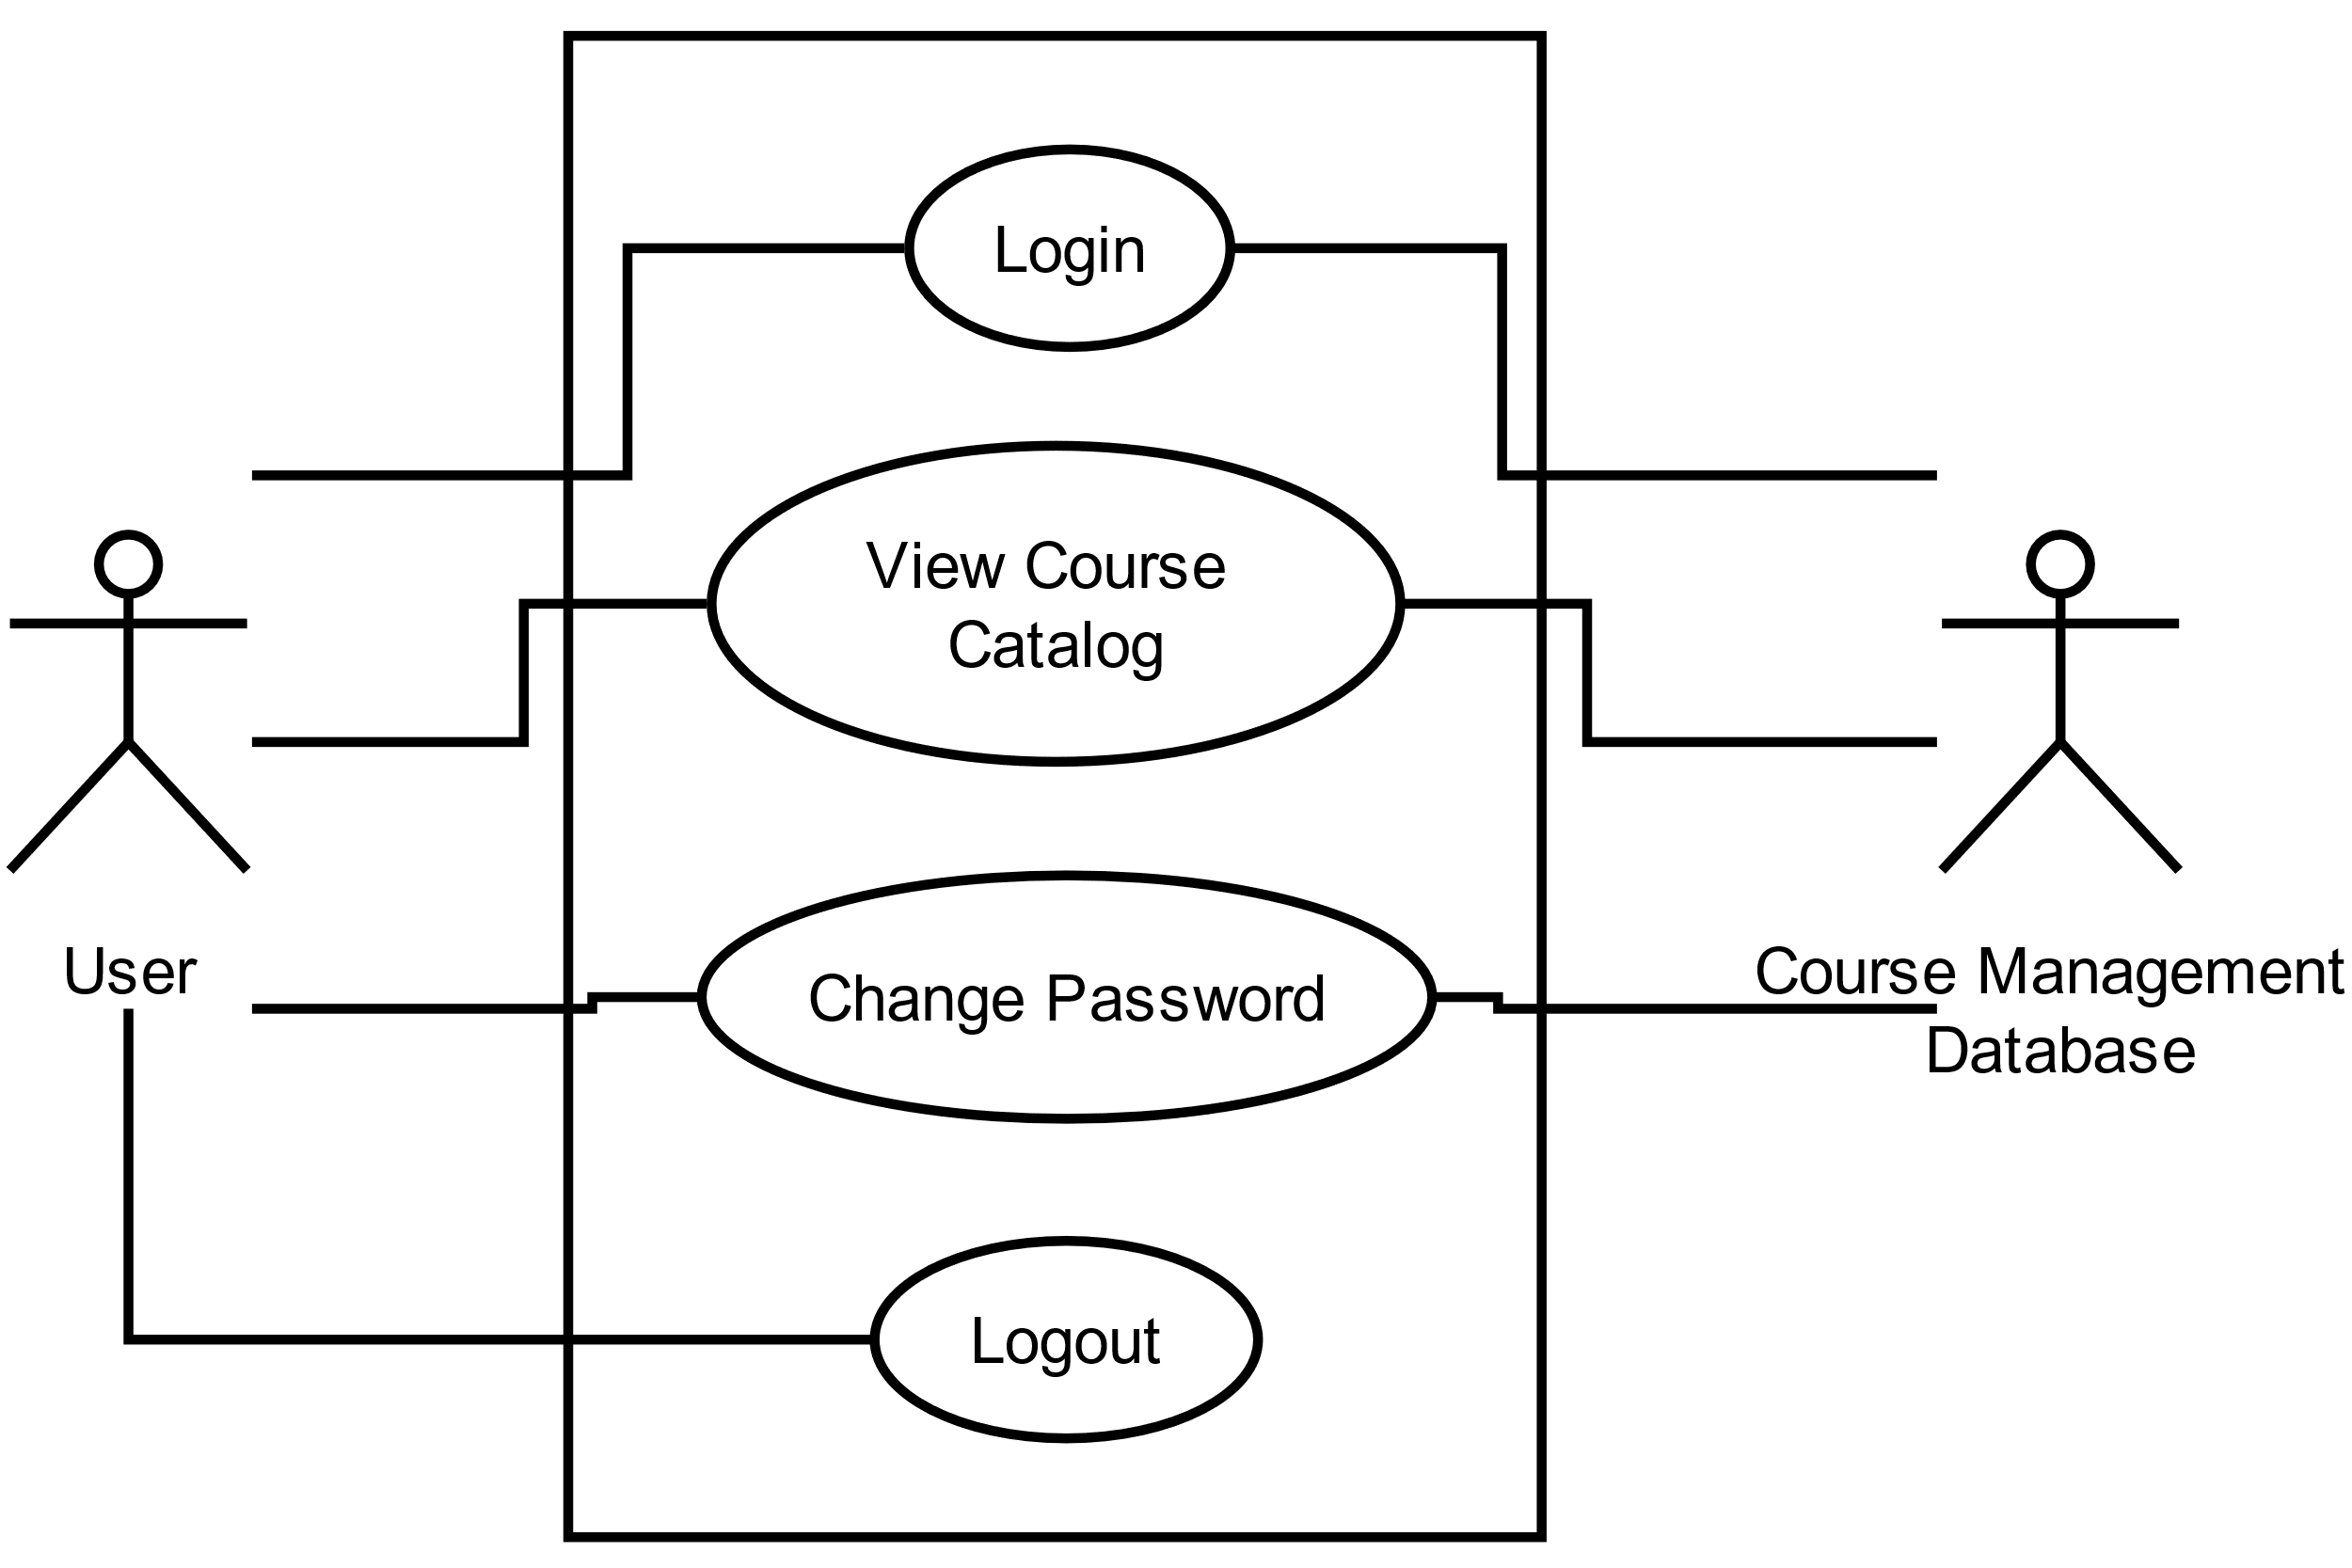 Login
View Course
Catalog
User
Change Password
Course Management
Database
Logout